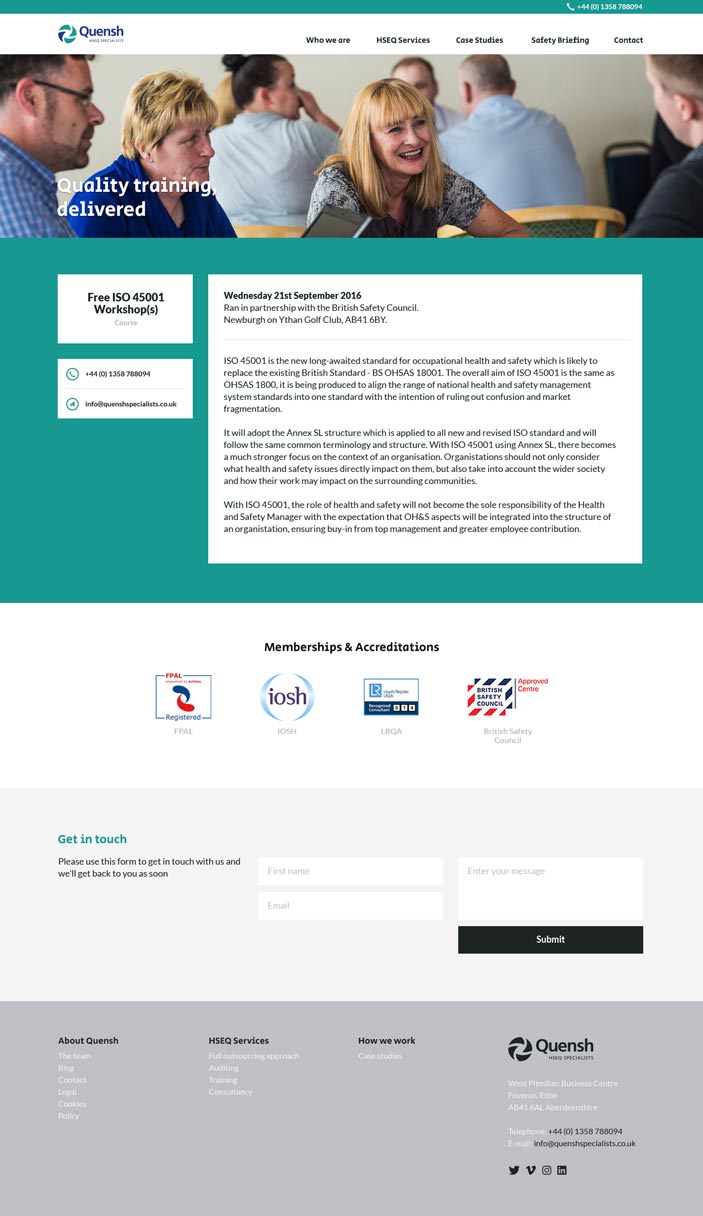 +44 (0) 1358 788094
Quensh
HSEQ SPECIALISTS
Who we are
HSEQ Services
Case Studies
Safety Briefing
Contact
Quality training,
delivered
Free ISO 45001
Workshop(s)
Course
+44 (0) 1358 788094
info@quenshspecialists.co.uk
Wednesday 21st September 2016
Ran in partnership with the British Safety Council.
Newburgh on Ythan Golf Club, AB41 6BY.
ISO 45001 is the new long-awaited standard for occupational health and safety which is likely to
replace the existing British Standard - BS OHSAS 18001. The overall aim of ISO 45001 is the same as
OHSAS 1800, it is being produced to align the range of national health and safety management
system standards into one standard with the intention of ruling out confusion and market
fragmentation.
It will adopt the Annex SL structure which is applied to all new and revised ISO standard and will
follow the same common terminology and structure. With ISO 45001 using Annex SL, there becomes
a much stronger focus on the context of an organisation. Organistations should not only consider
what health and safety issues directly impact on them, but also take into account the wider society
and how their work may impact on the surrounding communities.
With ISO 45001, the role of health and safety will not become the sole responsibility of the Health
and Safety Manager with the expectation that OH&S aspects will be integrated into the structure of
an organistation, ensuring buy-in from top management and greater employee contribution.
Memberships & Accreditations
FPAL
empowered by Achilles
Registered
FPAL
iosh
IOSH
LR
Lloyd's Register
LRQA
Recognised
Consultant
0 1 4
LRQA
BRITISH
SAFETY
COUNCIL
Approved
Centre
British Safety
Council
Get in touch
Please use this form to get in touch with us and
we'll get back to you as soon
First name
Email
Enter your message
Submit
About Quensh
The team
Blog
Contact
Legal
Cookies
Policy
HSEQ Services
Full outsourcing approach
Auditing
Training
Consultancy
How we work
Case studies
Quensh
HSEQ SPECIALISTS
West Pitmillan Business Centre
Foveran, Ellon
AB41 6AL Aberdeenshire
Telephone: +44 (0) 1358 788094
E-mail: info@quenshspecialists.co.uk